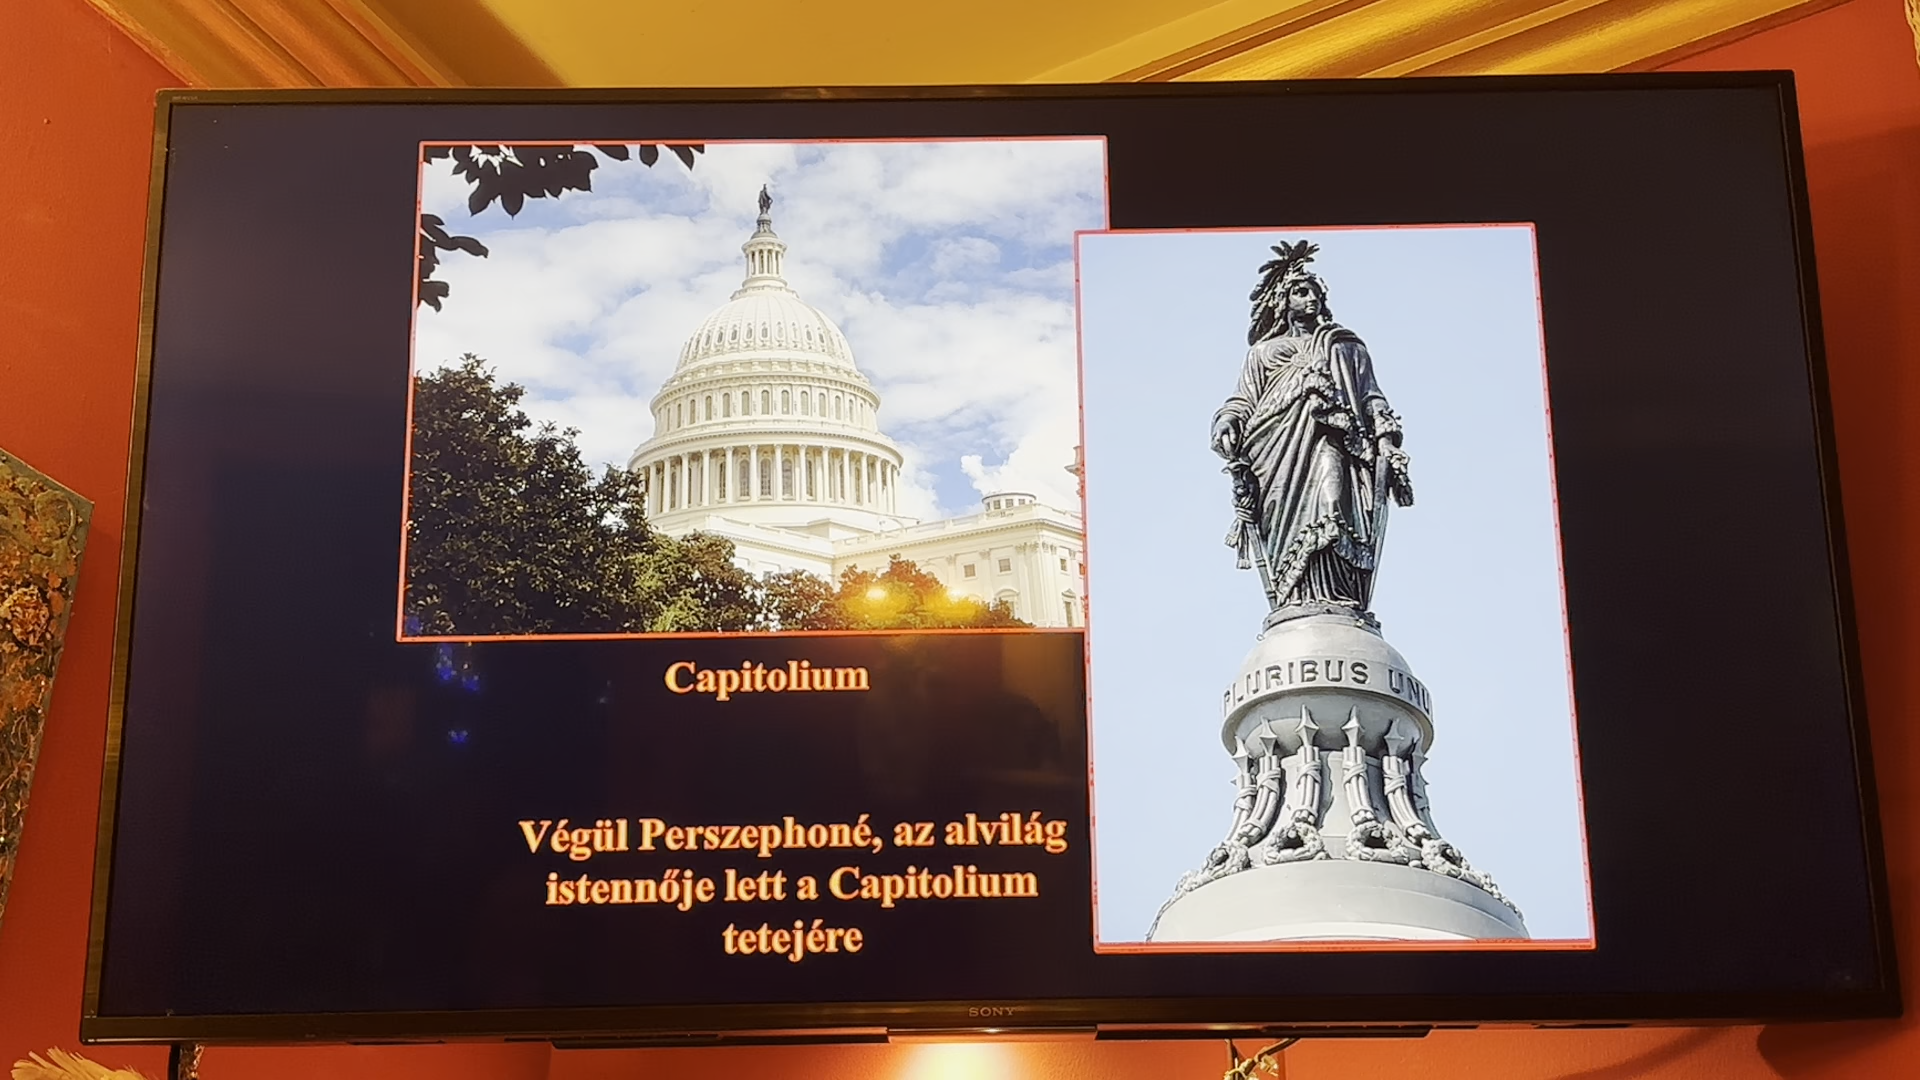 Capitolium
Végül Perszephoné, az alvilág
istennője lett a Capitolium
tetejére
PLURIBUS UNU
SONY